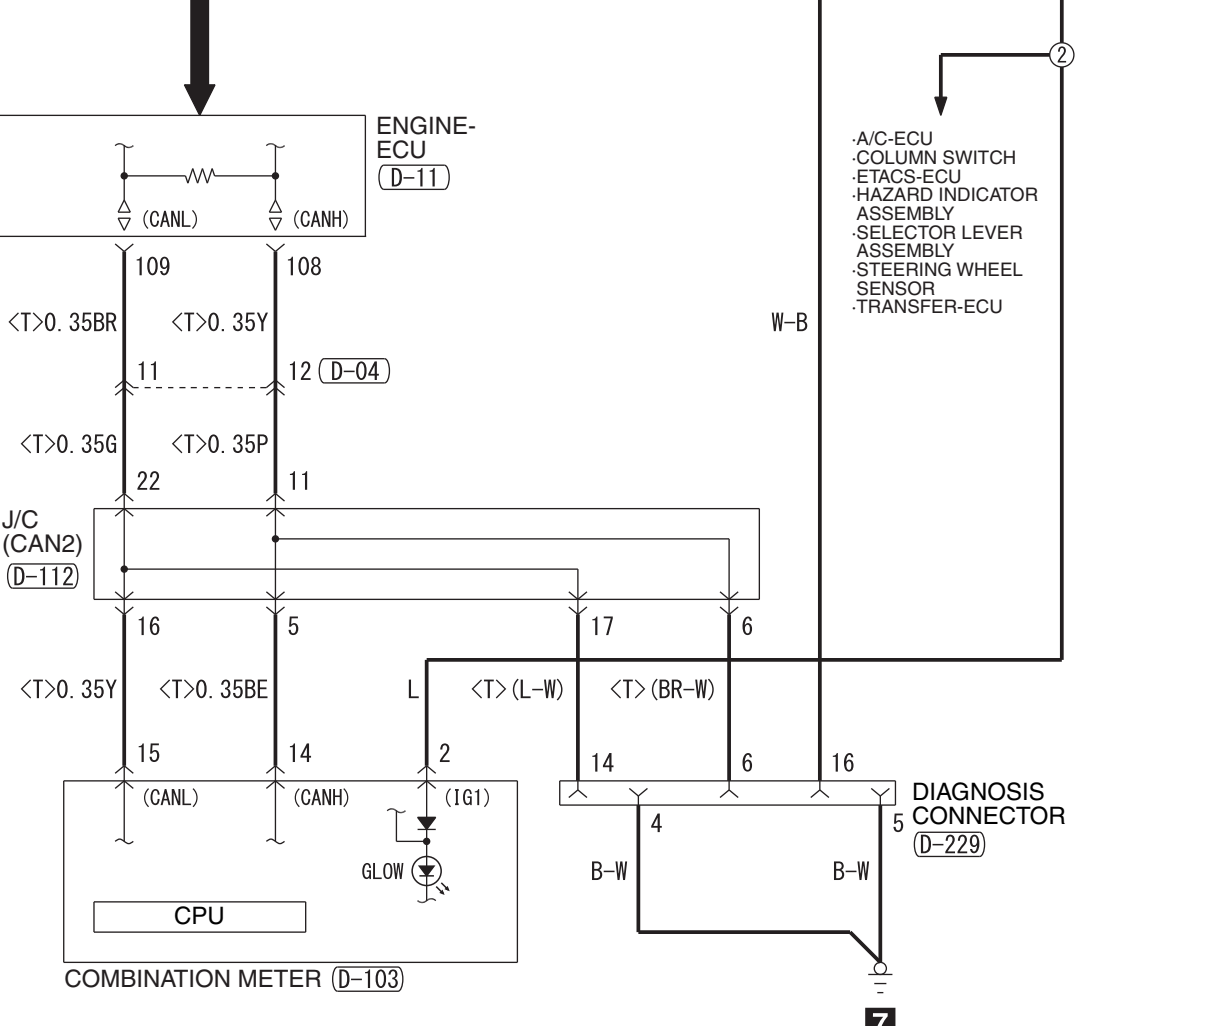 2
·A/C-ECU
·COLUMN SWITCH
·ETACS-ECU
·HAZARD INDICATOR
ASSEMBLY
·SELECTOR LEVER
ASSEMBLY
·STEERING WHEEL
SENSOR
·TRANSFER-ECU
ENGINE-
ECU
D-11
(CANL) (CANH)
109 108
<T>0.35BR <T>0.35Y W-B
11 12 D-04
<T>0.35G <T>0.35P
22 11
J/C
(CAN2)
D-112
16 5 17 6
<T>0.35Y <T>0.35BE L <T>(L-W) <T>(BR-W)
15 14 2 14 6 16
(CANL) (CANH) (IG1)
DIAGNOSIS
CONNECTOR
D-229
4 5
GLOW B-W B-W
CPU
COMBINATION METER D-103
7